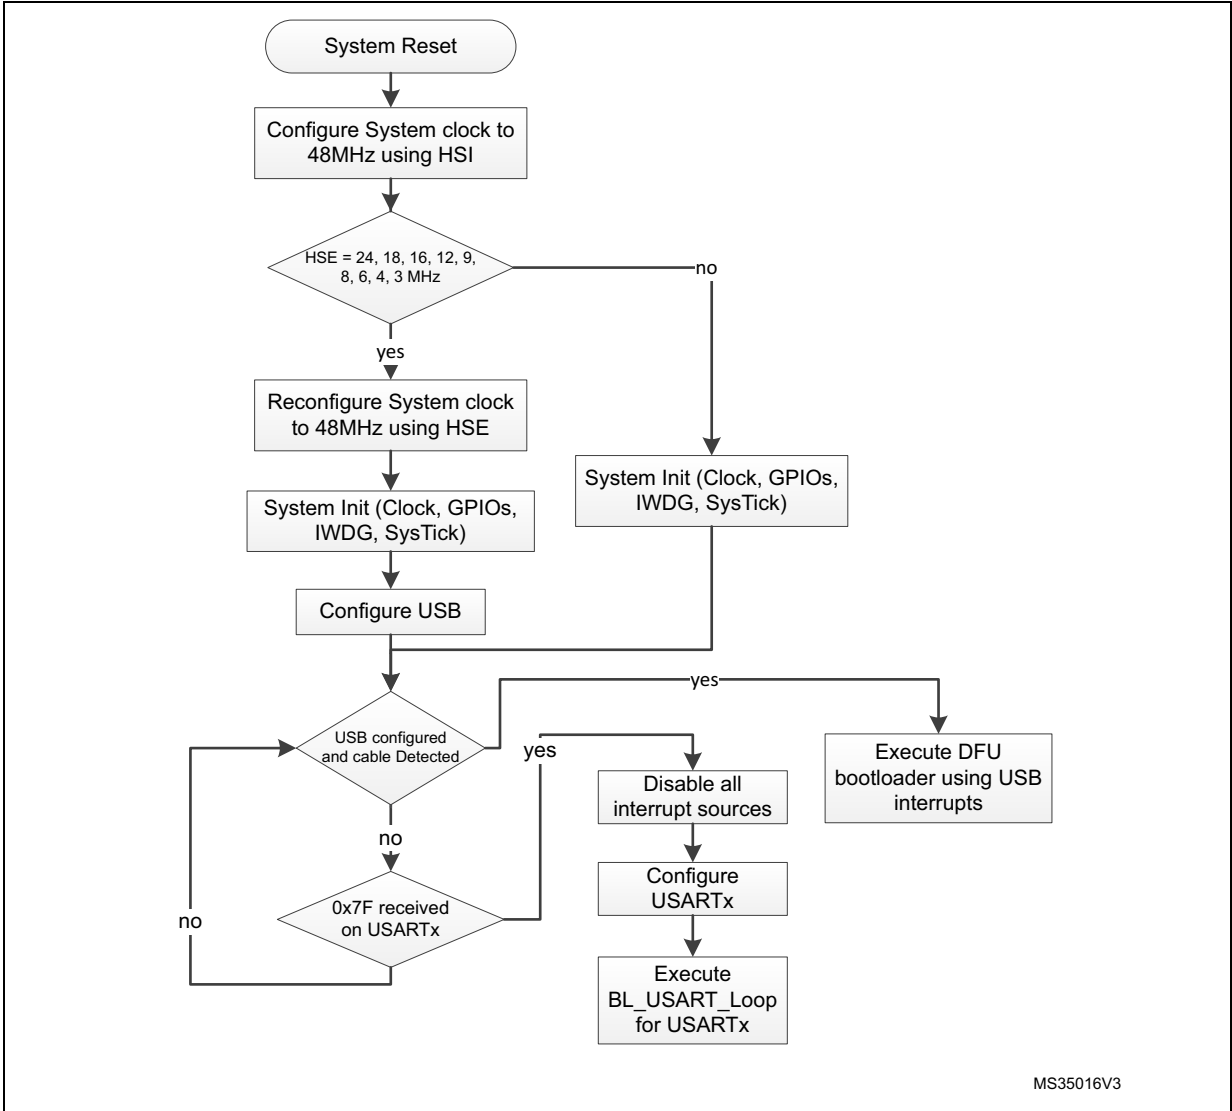 System Reset
Configure System clock to
48MHz using HSI
HSE = 24, 18, 16, 12, 9,
8, 6, 4, 3 MHz
no
yes
Reconfigure System clock
to 48MHz using HSE
System Init (Clock, GPIOs,
IWDG, SysTick)
System Init (Clock, GPIOs,
IWDG, SysTick)
Configure USB
yes
USB configured
and cable Detected
yes
Execute DFU
bootloader using USB
interrupts
Disable all
interrupt sources
no
Configure
USARTx
0x7F received
on USARTx
no
Execute
BL_USART_Loop
for USARTx
MS35016V3